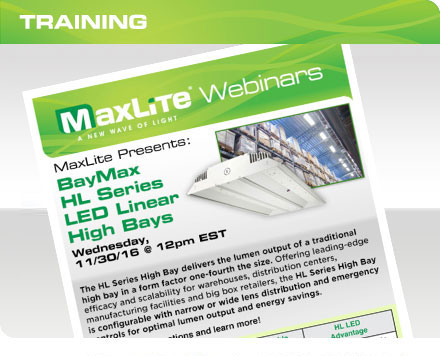 TRAINING
MAXLITE® Webinars
A NEW WAVE OF LIGHT
MaxLite Presents:
BayMax
HL Series
LED Linear
High Bays
Wednesday,
11/30/16 @ 12pm EST
The HL Series High Bay delivers the lumen output of a traditional
high bay in a form factor one-fourth the size. Offering leading-edge
efficacy and scalability for warehouses, distribution centers,
manufacturing facilities and big box retailers, the HL Series High Bay
is configurable with narrow or wide lens distribution and emergency
controls for optimal lumen output and energy savings.
and learn more!
HL LED
Advantage